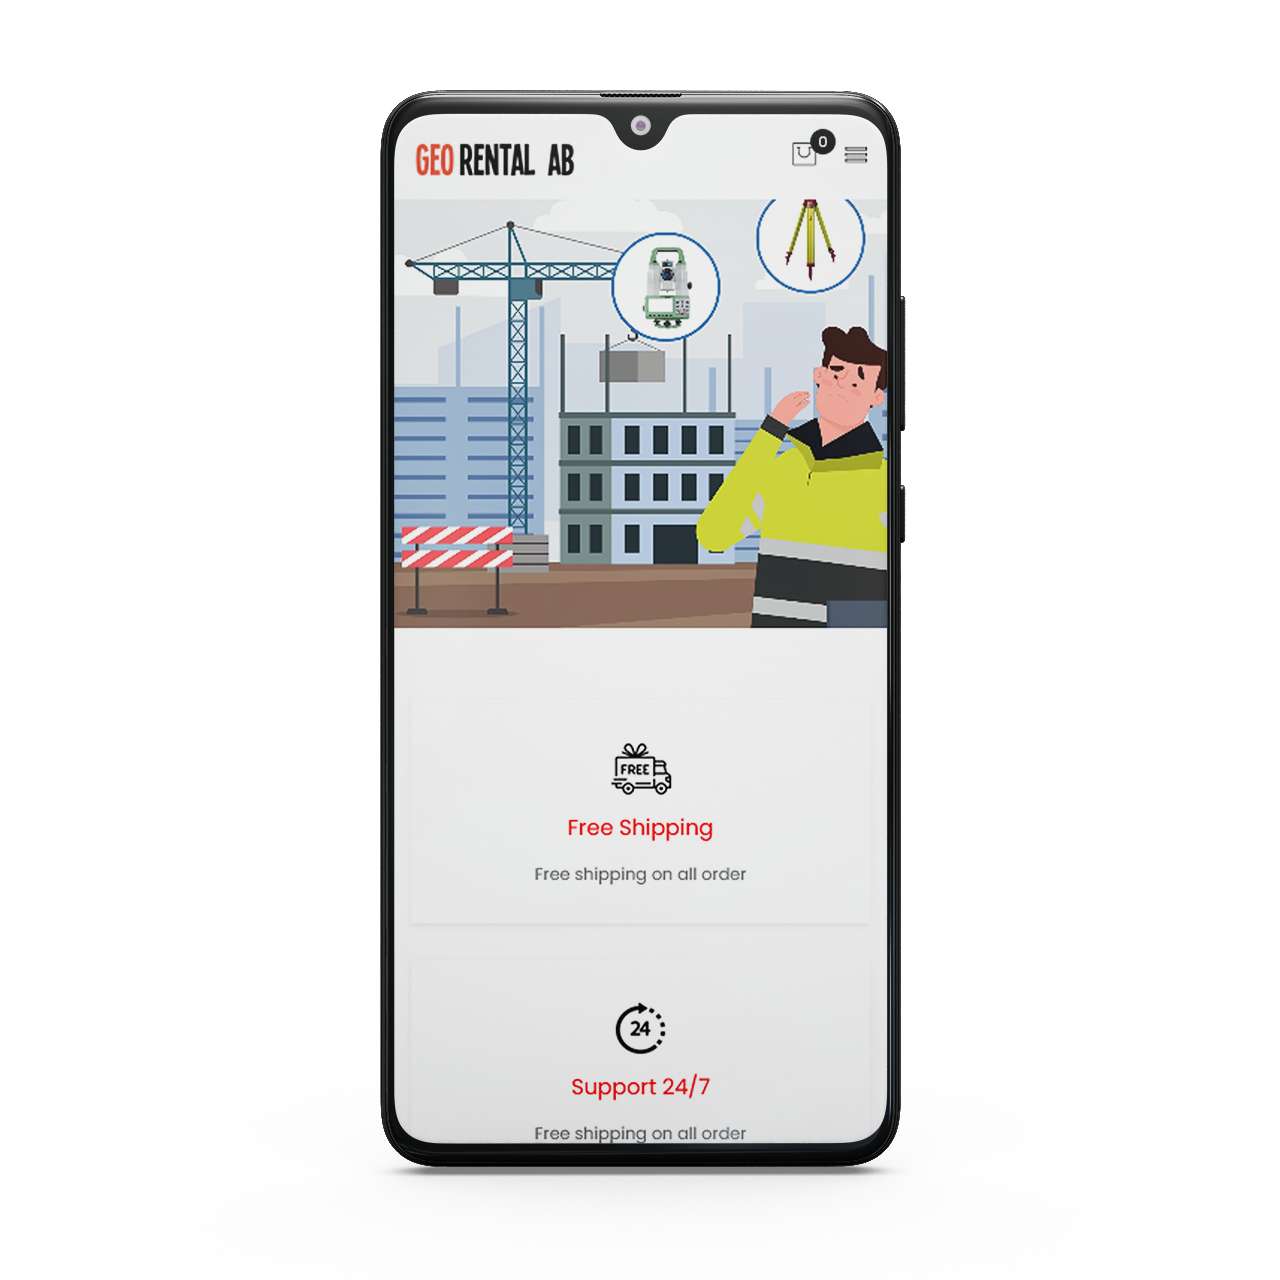 GEO RENTAL AB
0
FREE
Free Shipping
Free shipping on all order
24
Support 24/7
Free shipping on all order